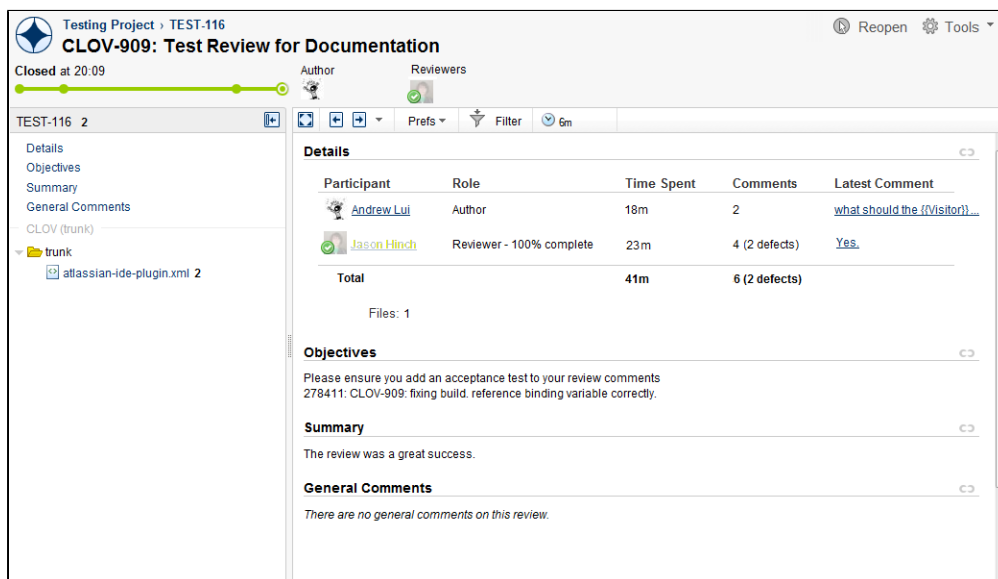 Testing Project › TEST-116
CLOV-909: Test Review for Documentation
Reopen Tools
Closed at 20:09
Author
Reviewers
TEST-116 2
Prefs Filter 6m
Details
Objectives
Summary
General Comments
CLOV (trunk)
trunk
atlassian-ide-plugin.xml 2
Details
Participant Role Time Spent Comments Latest Comment
Andrew Lui Author 18m 2 what should the {{Visitor}}...
Jason Hinch Reviewer - 100% complete 23m 4 (2 defects) Yes.
Total 41m 6 (2 defects)
Files: 1
Objectives
Please ensure you add an acceptance test to your review comments
278411: CLOV-909: fixing build. reference binding variable correctly.
Summary
The review was a great success.
General Comments
There are no general comments on this review.